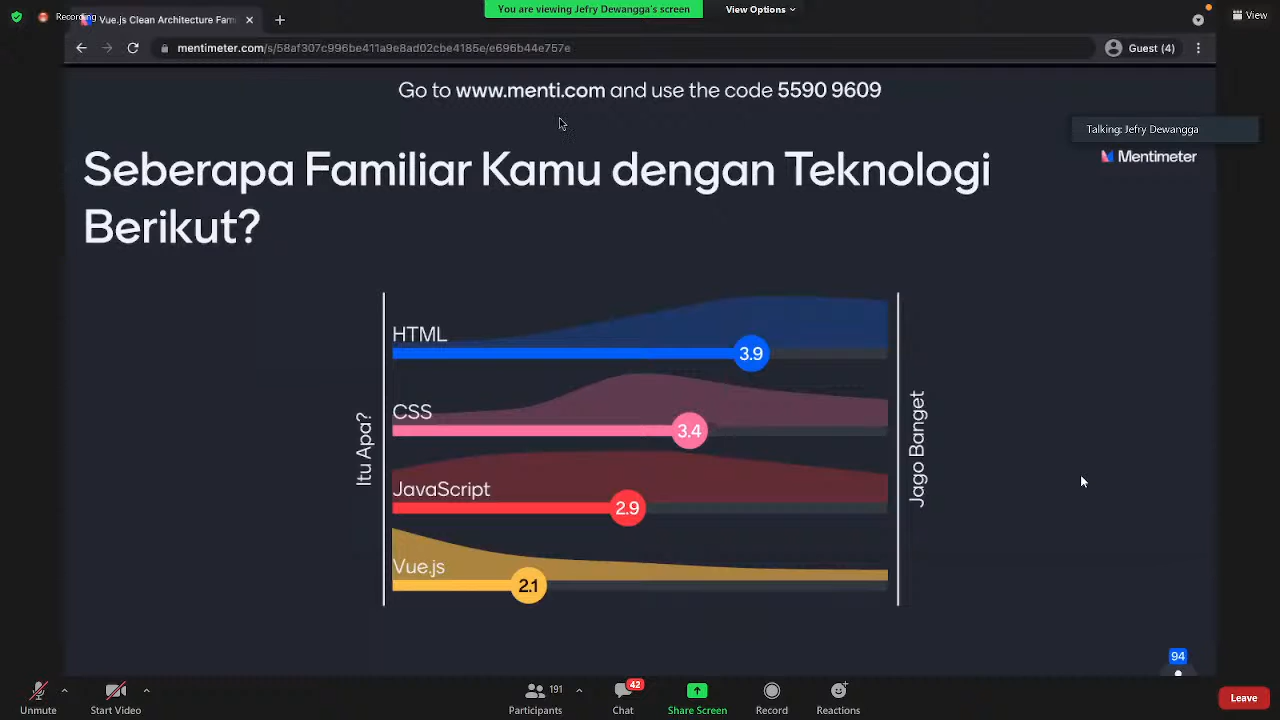 Recording
Vue.js Clean Architecture Fam
You are viewing Jefry Dewangga's screen
View Options
View
mentimeter.com/s/58af307c996be411a9e8ad02cbe4185e/e696b44e757e
Guest (4)
Go to www.menti.com and use the code 5590 9609
Talking: Jefry Dewangga
Mentimeter
Seberapa Familiar Kamu dengan Teknologi
Berikut?
Itu Apa?
HTML
3.9
CSS
3.4
JavaScript
2.9
Vue.js
2.1
Jago Banget
94
Unmute
Start Video
191
Participants
42
Chat
Share Screen
Record
Reactions
Leave